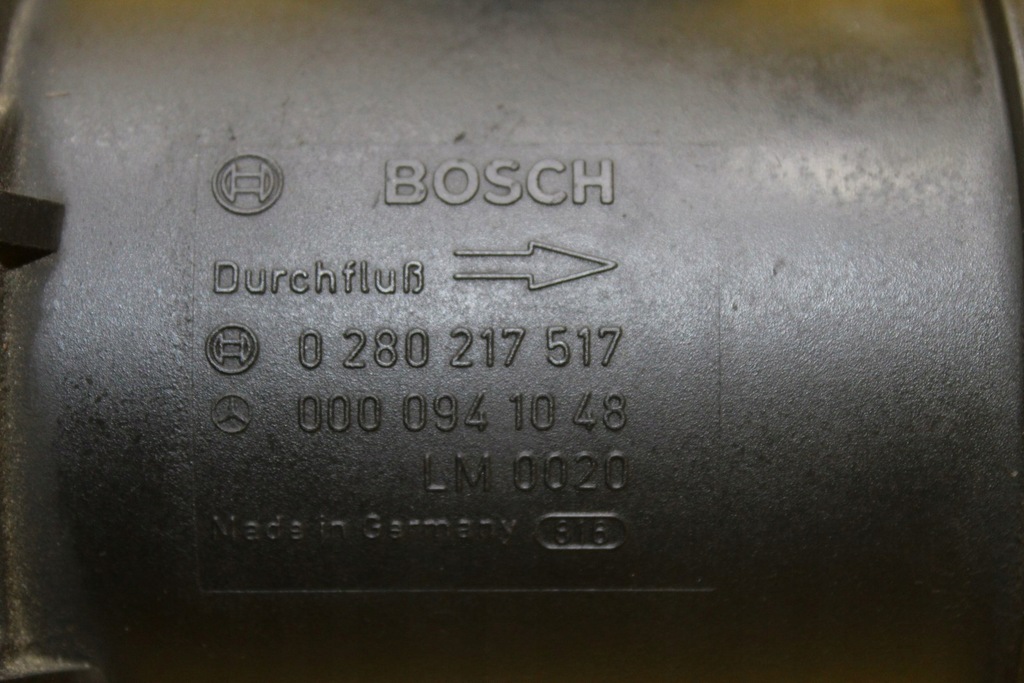 BOSCH
Durchfluß
0 280 217 517
000 094 10 48
LM 0020
Made in Germany 816